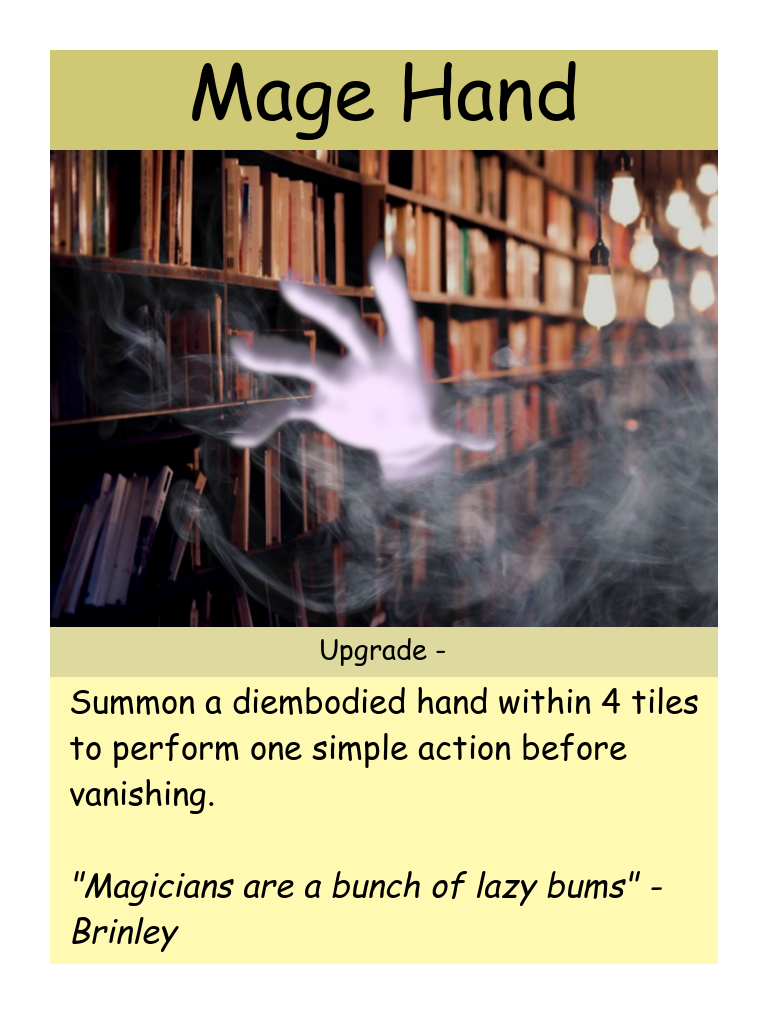 Mage Hand
Upgrade -
Summon a diembodied hand within 4 tiles
to perform one simple action before
vanishing.
"Magicians are a bunch of lazy bums" -
Brinley